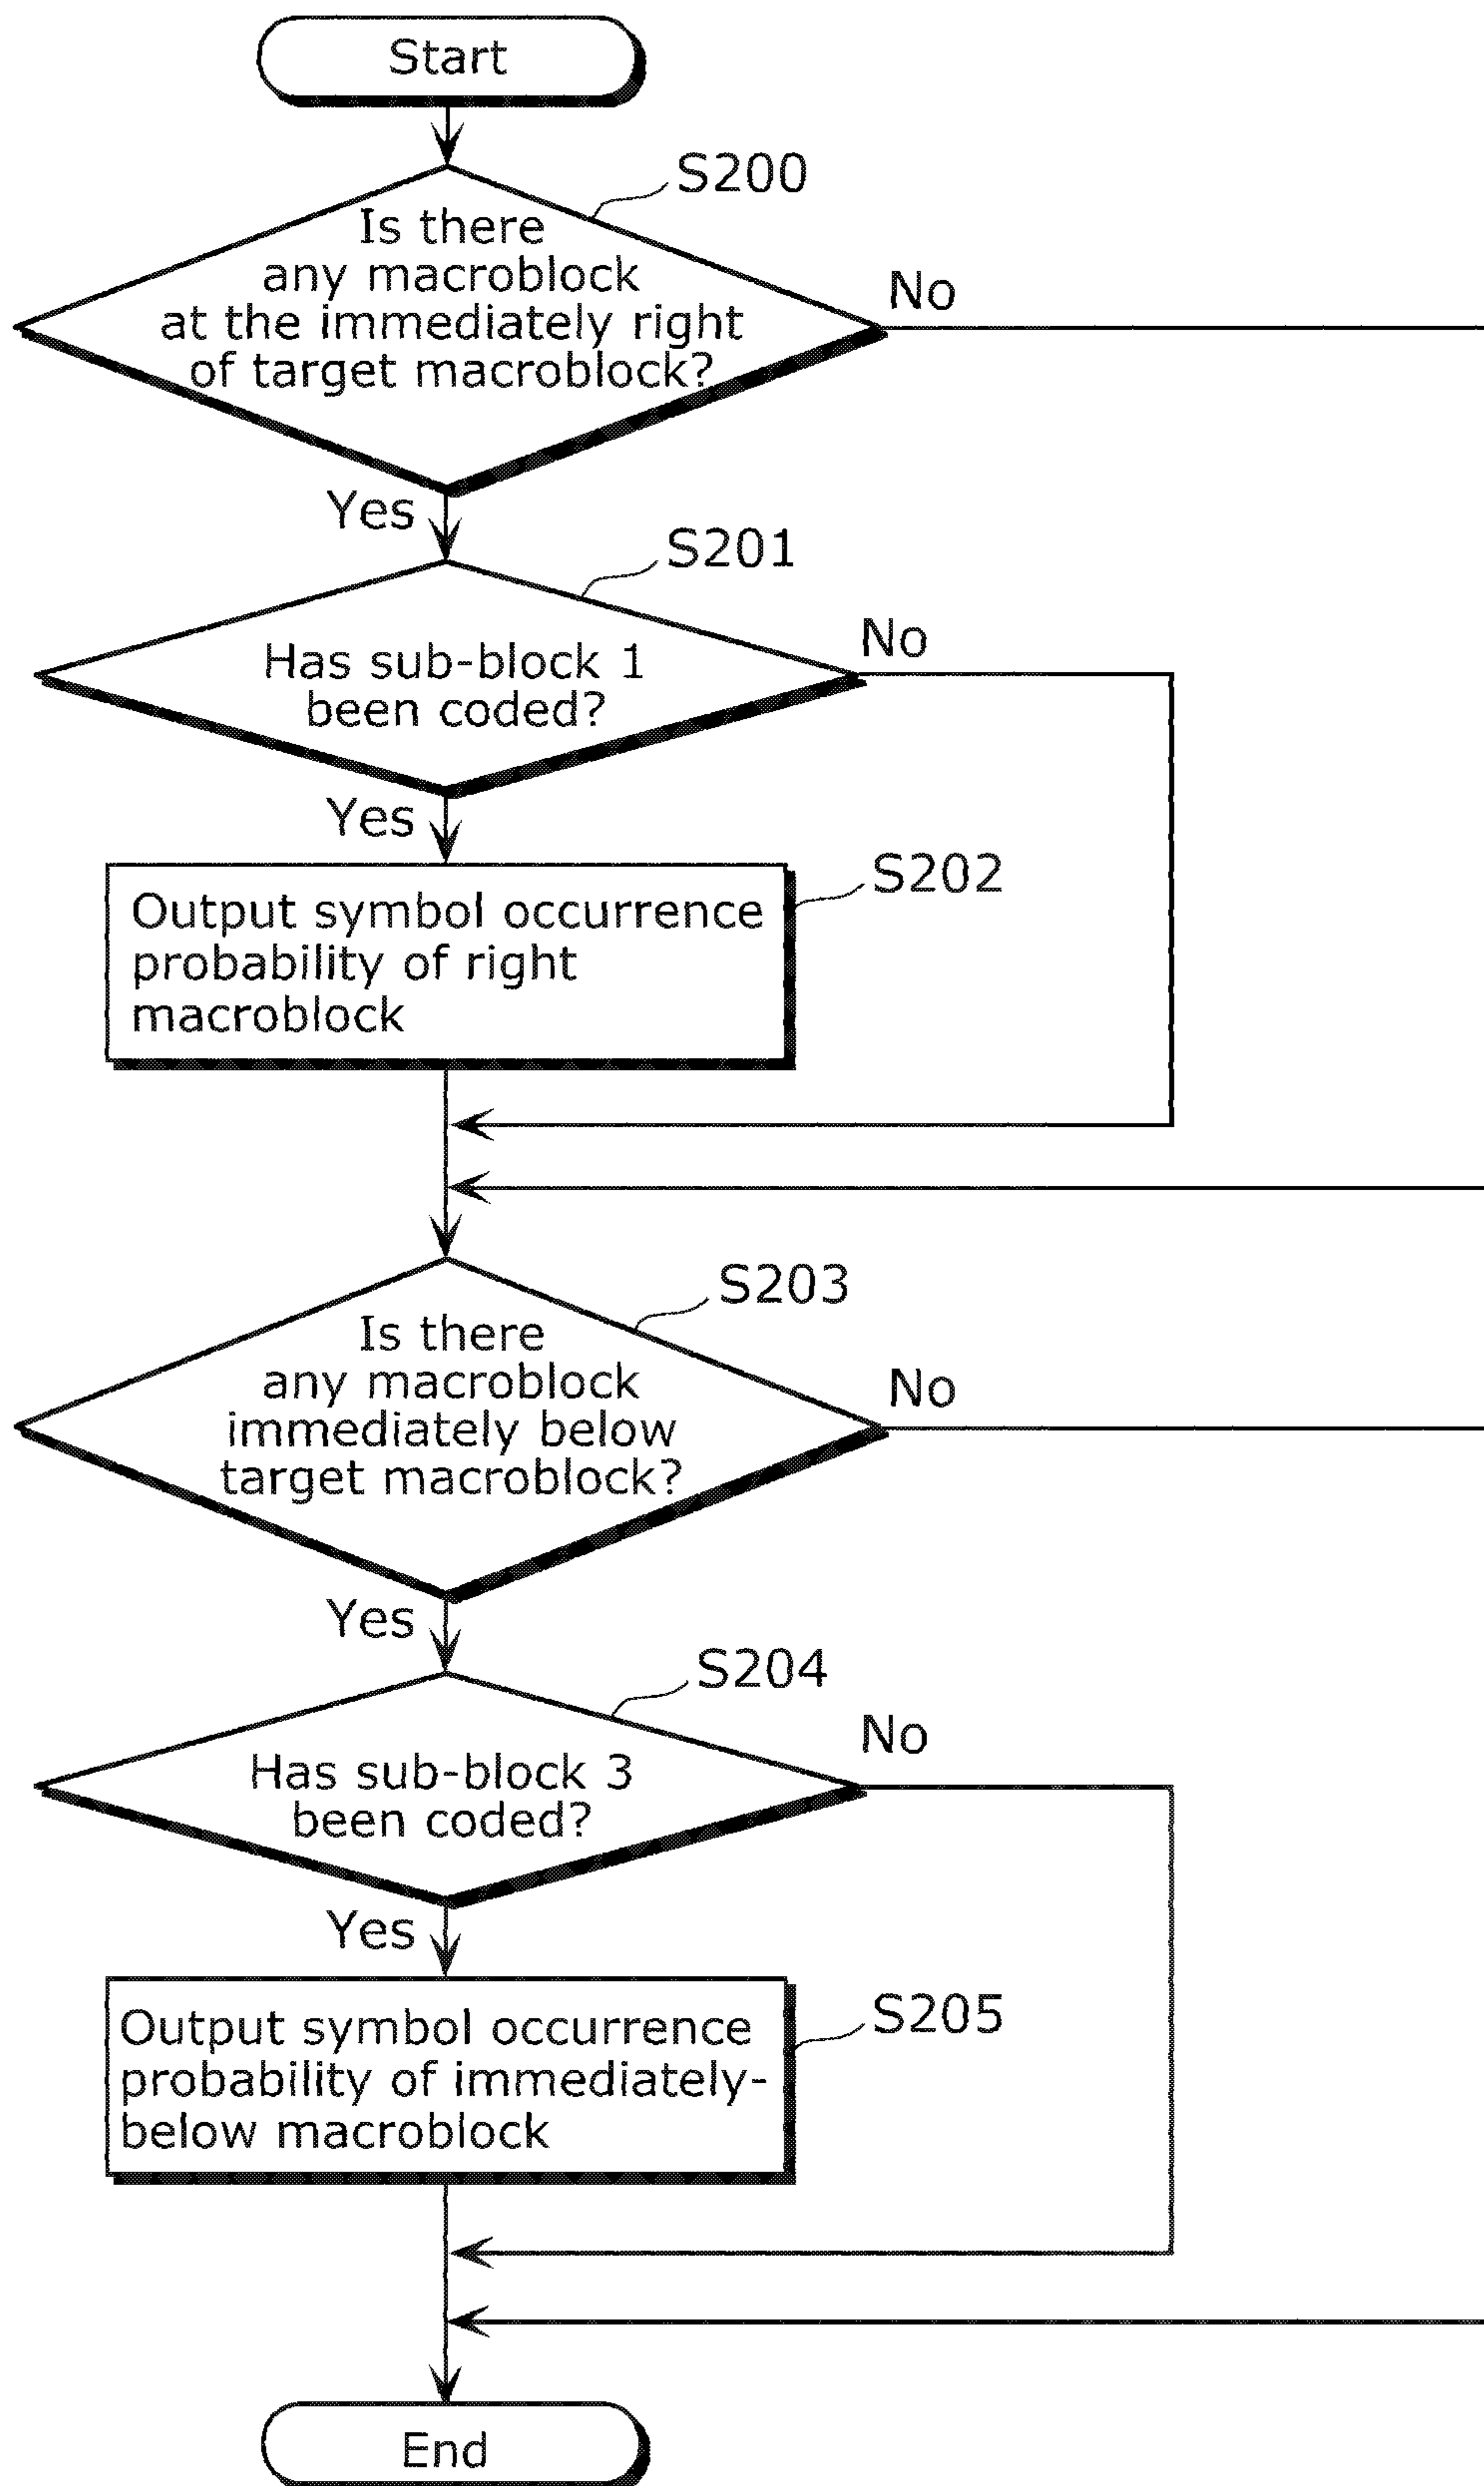 Start
S200
Is there
any macroblock
at the immediately right
of target macroblock?
No
Yes
S201
Has sub-block 1
been coded?
No
Yes
S202
Output symbol occurrence
probability of right
macroblock
S203
Is there
any macroblock
immediately below
target macroblock?
No
Yes
S204
Has sub-block 3
been coded?
No
Yes
S205
Output symbol occurrence
probability of immediately-
below macroblock
End